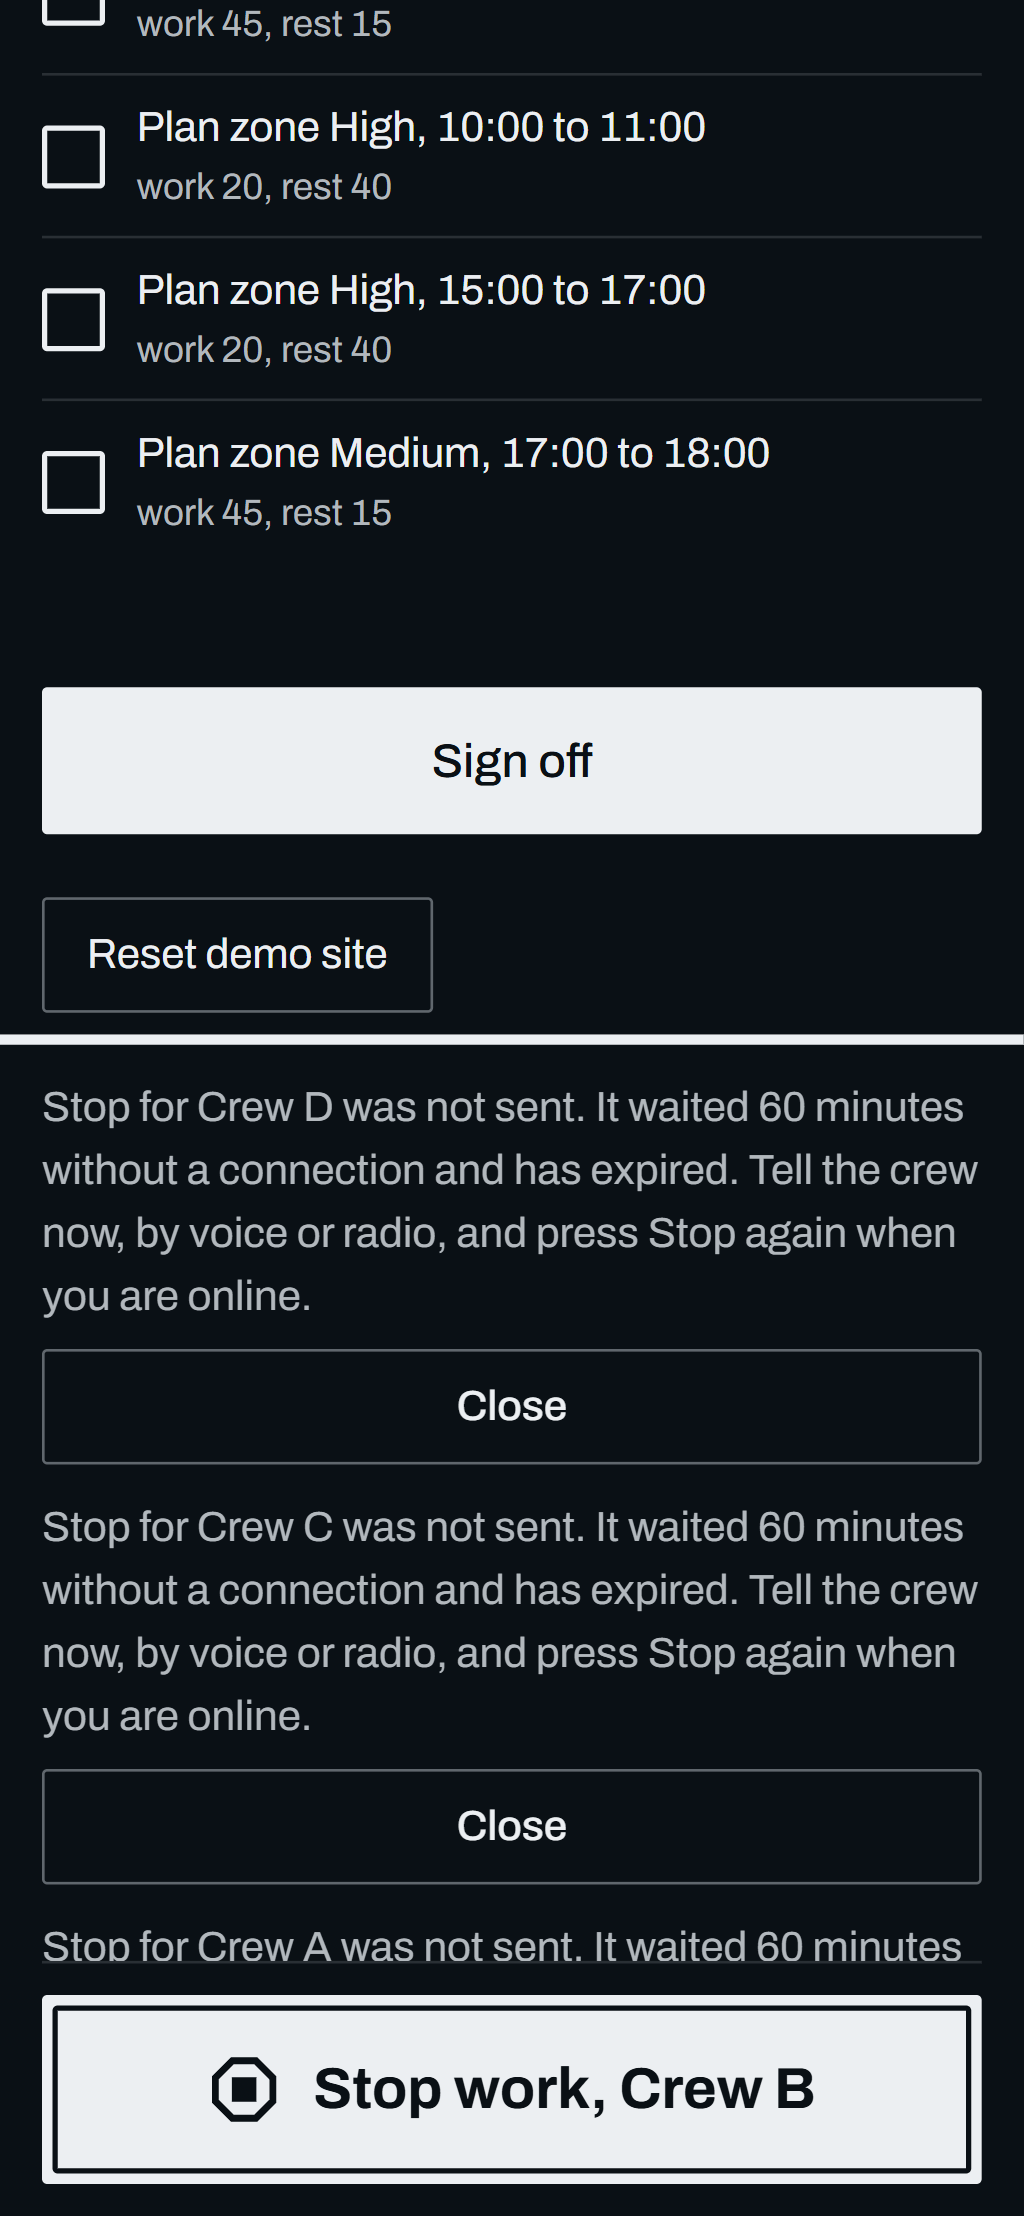 work 45, rest 15
Plan zone High, 10:00 to 11:00
work 20, rest 40
Plan zone High, 15:00 to 17:00
work 20, rest 40
Plan zone Medium, 17:00 to 18:00
work 45, rest 15
Sign off
Reset demo site
Stop for Crew D was not sent. It waited 60 minutes
without a connection and has expired. Tell the crew
now, by voice or radio, and press Stop again when
you are online.
Close
Stop for Crew C was not sent. It waited 60 minutes
without a connection and has expired. Tell the crew
now, by voice or radio, and press Stop again when
you are online.
Close
Stop for Crew A was not sent. It waited 60 minutes
Stop work, Crew B